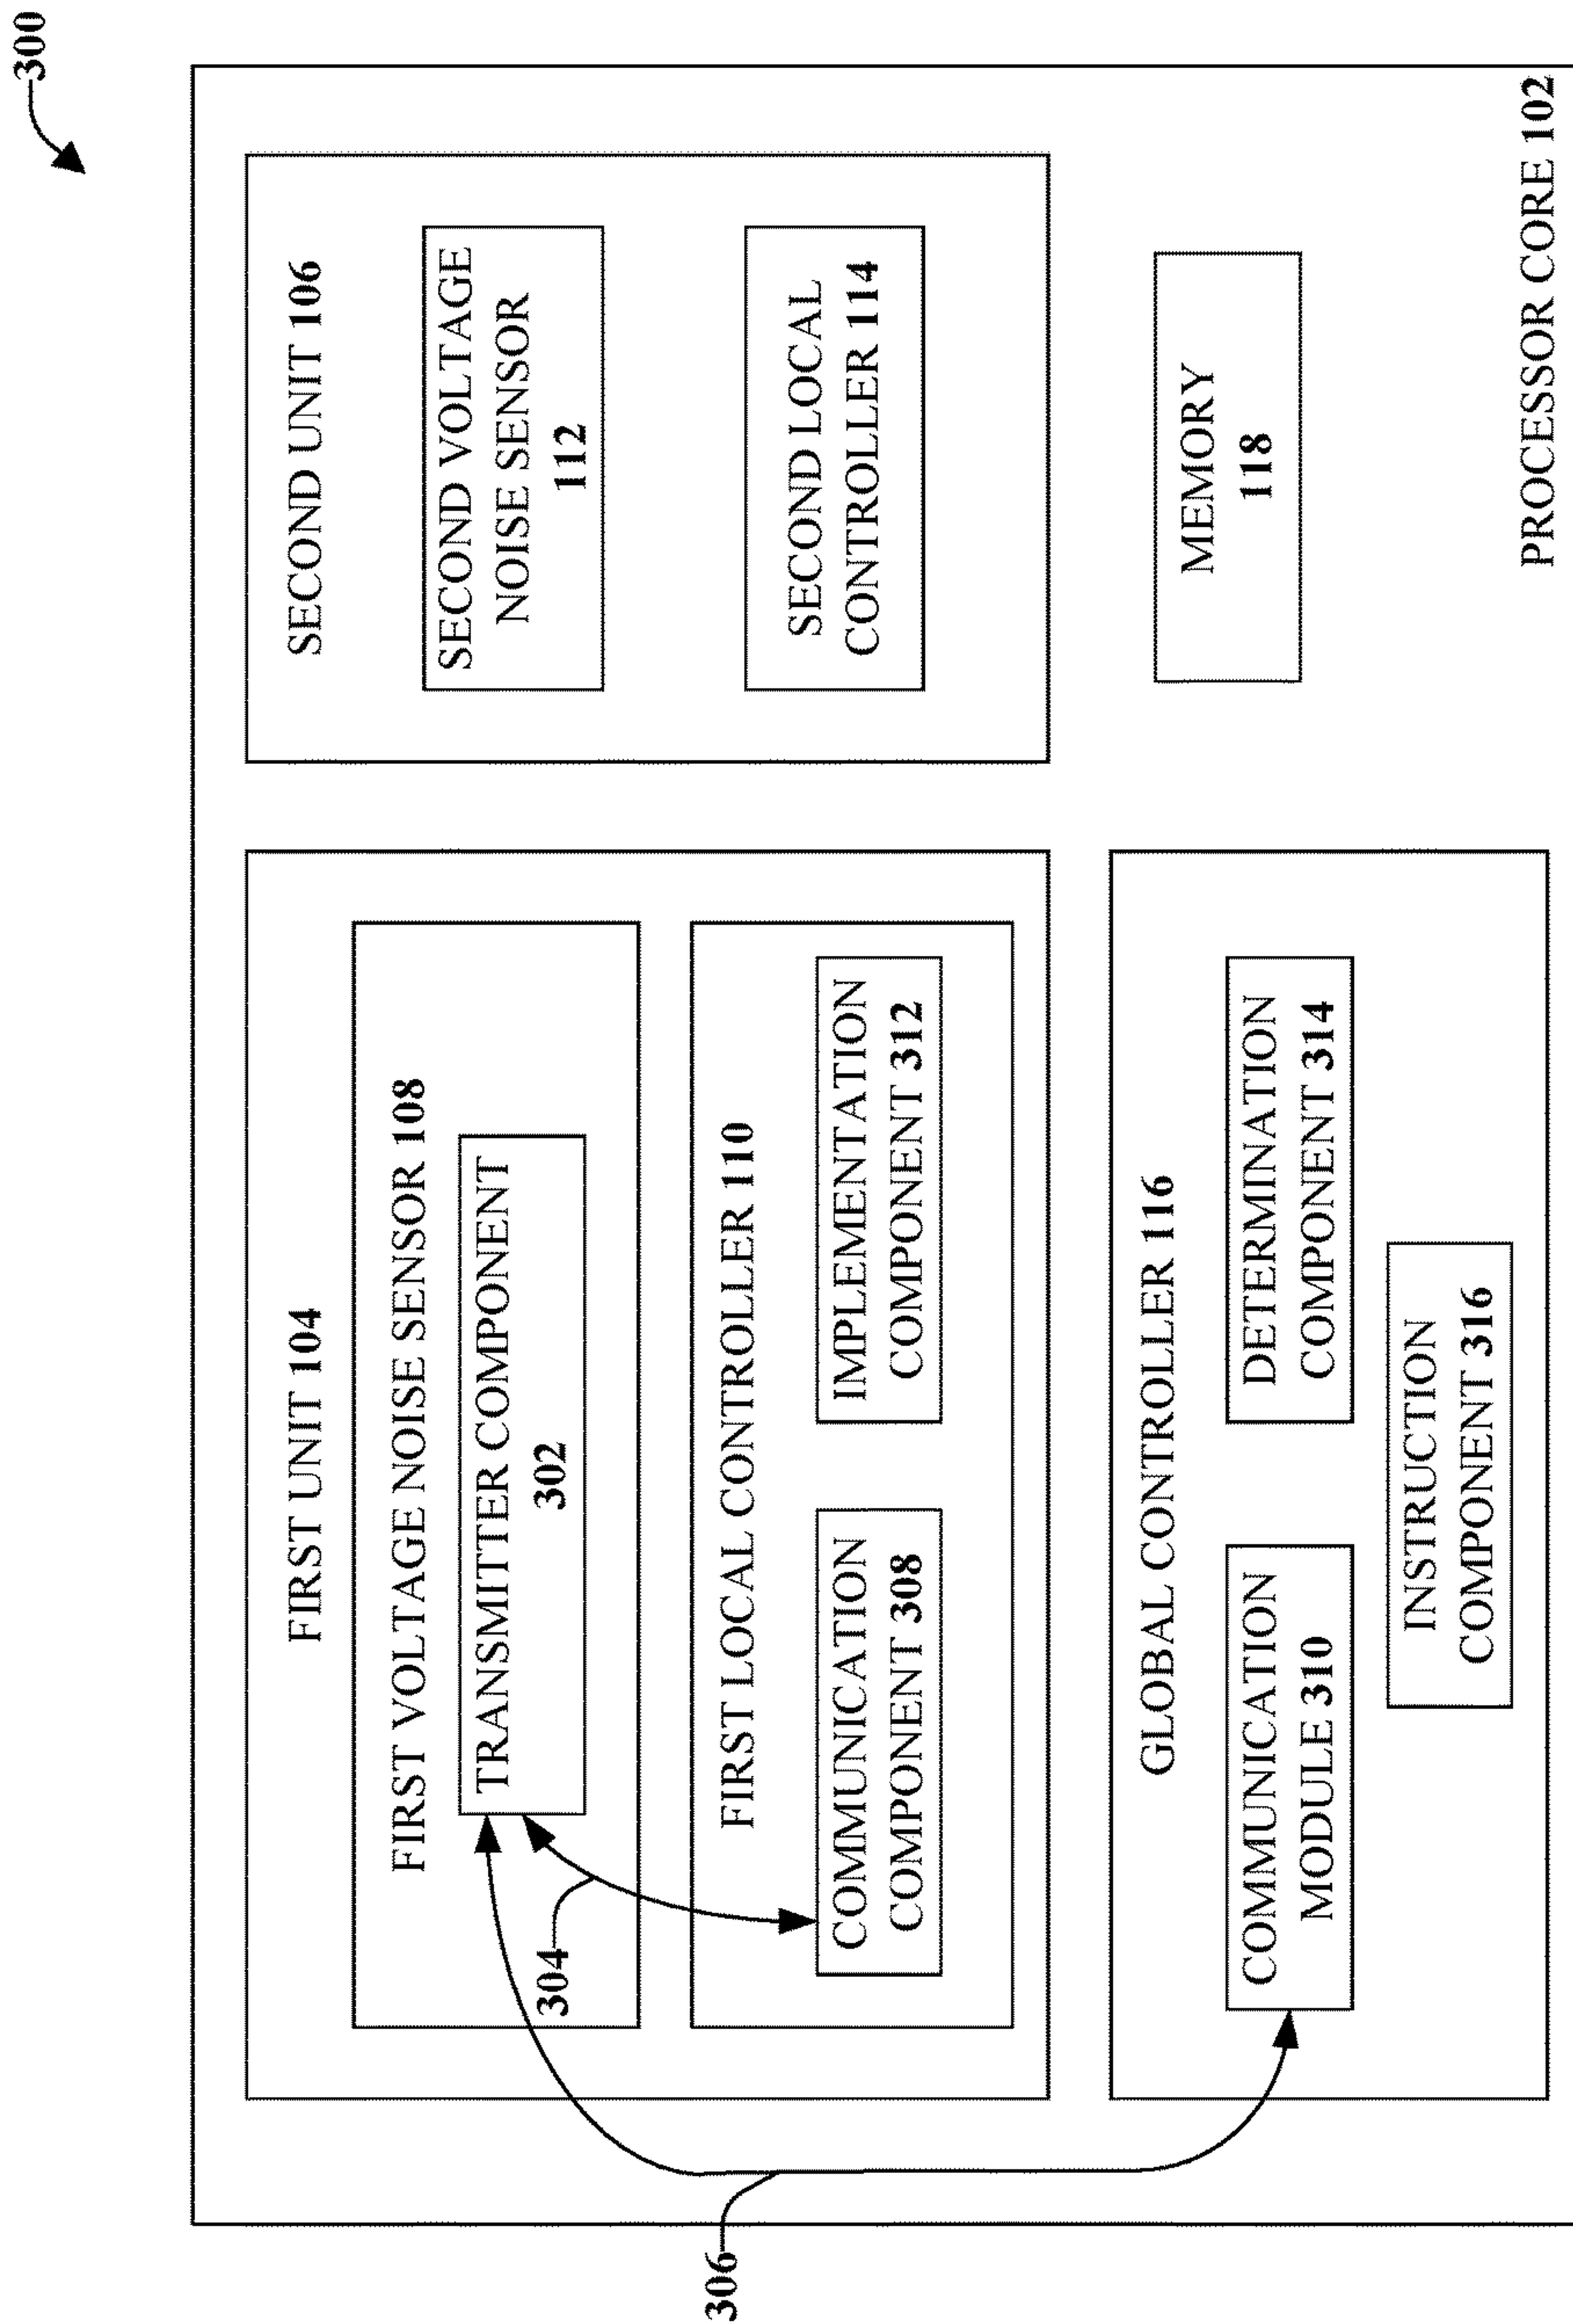 300
FIRST UNIT 104
FIRST VOLTAGE NOISE SENSOR 108
TRANSMITTER COMPONENT
302
304
306
FIRST LOCAL CONTROLLER 110
COMMUNICATION
COMPONENT 308
IMPLEMENTATION
COMPONENT 312
SECOND UNIT 106
SECOND VOLTAGE
NOISE SENSOR
112
SECOND LOCAL
CONTROLLER 114
GLOBAL CONTROLLER 116
COMMUNICATION
MODULE 310
DETERMINATION
COMPONENT 314
INSTRUCTION
COMPONENT 316
MEMORY
118
PROCESSOR CORE 102